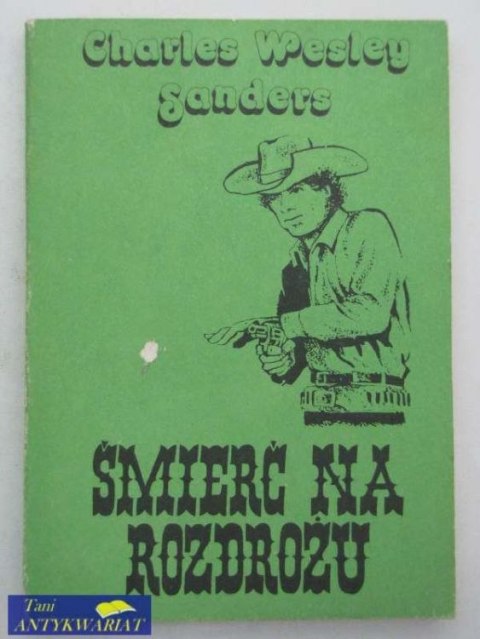 Charles Wesley
Sanders
ŚMIERĆ NA
ROZDROŻU
Tani
ANTYKWARIAT